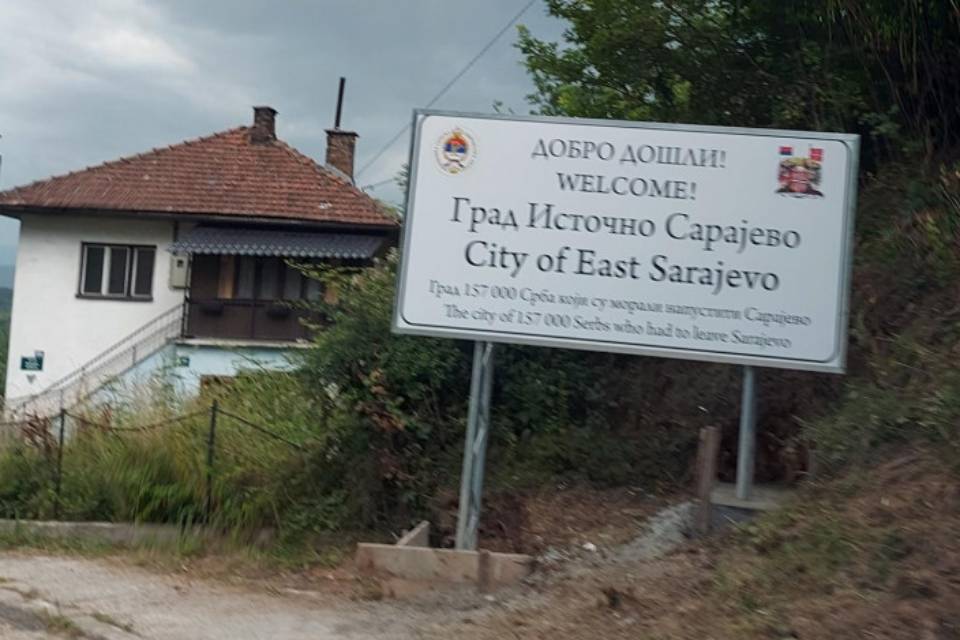 ДОБРО ДОШЛИ!
WELCOME!
Град Источно Сарајево
City of East Sarajevo
Град 157 000 Срба који су морали напустити Сарајево
The city of 157 000 Serbs who had to leave Sarajevo